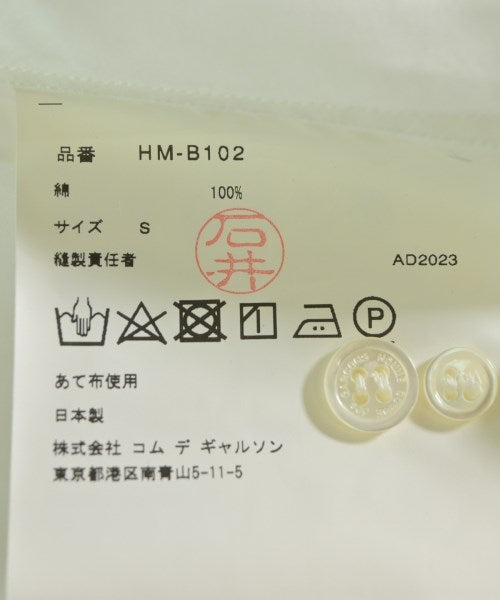 品番 HM-B102
綿 100%
サイズ S
石井
縫製責任者 AD2023
P
あて布使用
日本製
株式会社 コム デ ギャルソン
東京都港区南青山5-11-5